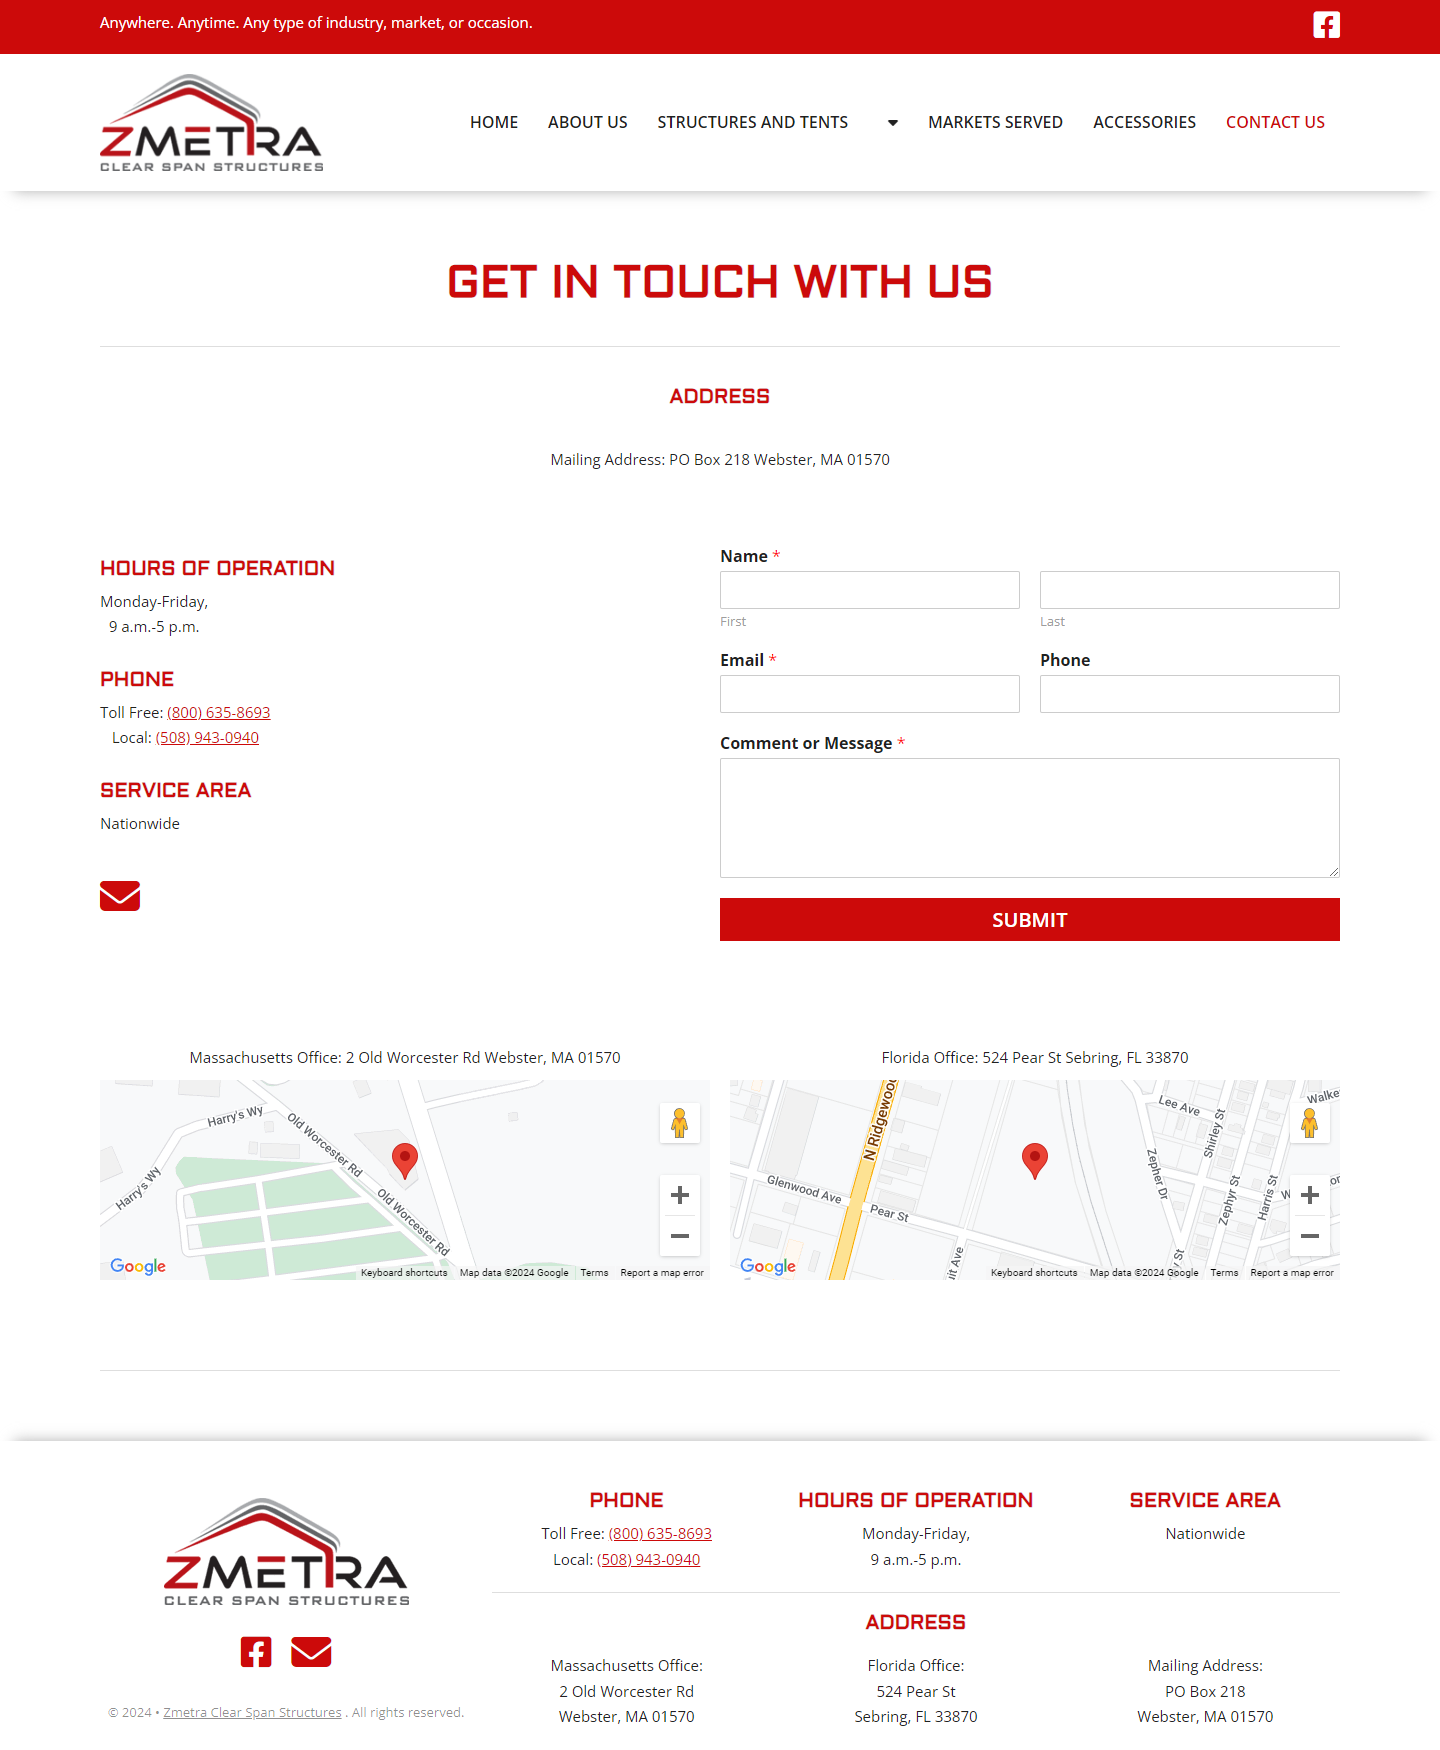 Anywhere. Anytime. Any type of industry, market, or occasion.
ZMETRA
CLEAR SPAN STRUCTURES
HOME
ABOUT US
STRUCTURES AND TENTS
MARKETS SERVED
ACCESSORIES
CONTACT US
GET IN TOUCH WITH US
ADDRESS
Mailing Address: PO Box 218 Webster, MA 01570
HOURS OF OPERATION
Monday-Friday,
9 a.m.-5 p.m.
PHONE
Toll Free: (800) 635-8693
Local: (508) 943-0940
SERVICE AREA
Nationwide
Name *
First
Last
Email *
Phone
Comment or Message *
SUBMIT
Massachusetts Office: 2 Old Worcester Rd Webster, MA 01570
Harry's Wy
Harry's Wy
Old Worcester Rd
Old Worcester Rd
Google
Keyboard shortcuts
Map data ©2024 Google
Terms
Report a map error
Florida Office: 524 Pear St Sebring, FL 33870
N Ridgewood
Glenwood Ave
Pear St
Lee Ave
Shirley St
Zepher Dr
Zephyr St
Harris St
Google
Keyboard shortcuts
Map data ©2024 Google
Terms
Report a map error
ZMETRA
CLEAR SPAN STRUCTURES
© 2024 • Zmetra Clear Span Structures . All rights reserved.
PHONE
Toll Free: (800) 635-8693
Local: (508) 943-0940
HOURS OF OPERATION
Monday-Friday,
9 a.m.-5 p.m.
SERVICE AREA
Nationwide
ADDRESS
Massachusetts Office:
2 Old Worcester Rd
Webster, MA 01570
Florida Office:
524 Pear St
Sebring, FL 33870
Mailing Address:
PO Box 218
Webster, MA 01570